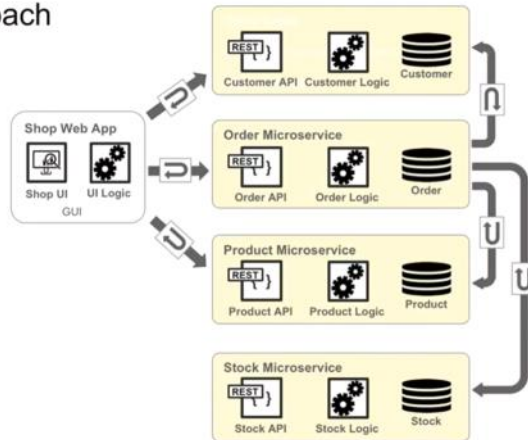 REST { }
Customer API Customer Logic Customer
Shop Web App
Shop UI UI Logic
GUI
Order Microservice
REST { }
Order API Order Logic Order
Product Microservice
REST { }
Product API Product Logic Product
Stock Microservice
REST { }
Stock API Stock Logic Stock